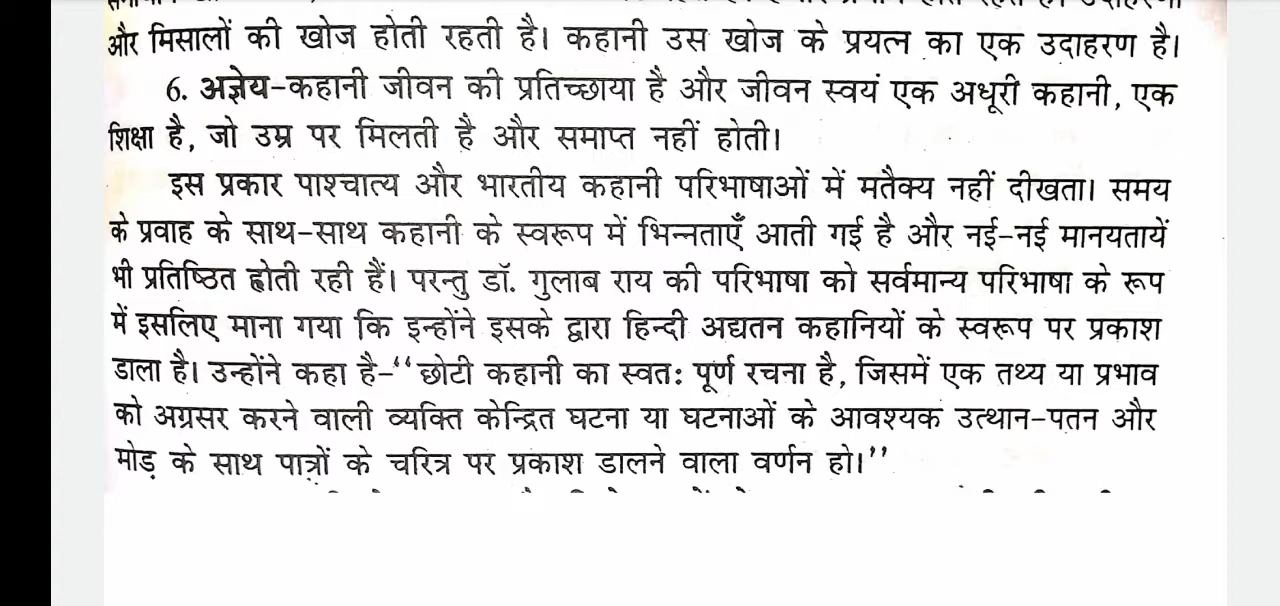 और मिसालों की खोज होती रहती है। कहानी उस खोज के प्रयत्न का एक उदाहरण है।
6. अज्ञेय-कहानी जीवन की प्रतिच्छाया है और जीवन स्वयं एक अधूरी कहानी, एक
शिक्षा है, जो उम्र पर मिलती है और समाप्त नहीं होती।
इस प्रकार पाश्चात्य और भारतीय कहानी परिभाषाओं में मतैक्य नहीं दीखता। समय
के प्रवाह के साथ-साथ कहानी के स्वरूप में भिन्नताएँ आती गई है और नई-नई मानयतायें
भी प्रतिष्ठित होती रही हैं। परन्तु डॉ. गुलाब राय की परिभाषा को सर्वमान्य परिभाषा के रूप
में इसलिए माना गया कि इन्होंने इसके द्वारा हिन्दी अद्यतन कहानियों के स्वरूप पर प्रकाश
डाला है। उन्होंने कहा है-‘‘छोटी कहानी का स्वतः पूर्ण रचना है, जिसमें एक तथ्य या प्रभाव
को अग्रसर करने वाली व्यक्ति केन्द्रित घटना या घटनाओं के आवश्यक उत्थान-पतन और
मोड़ के साथ पात्रों के चरित्र पर प्रकाश डालने वाला वर्णन हो।’’